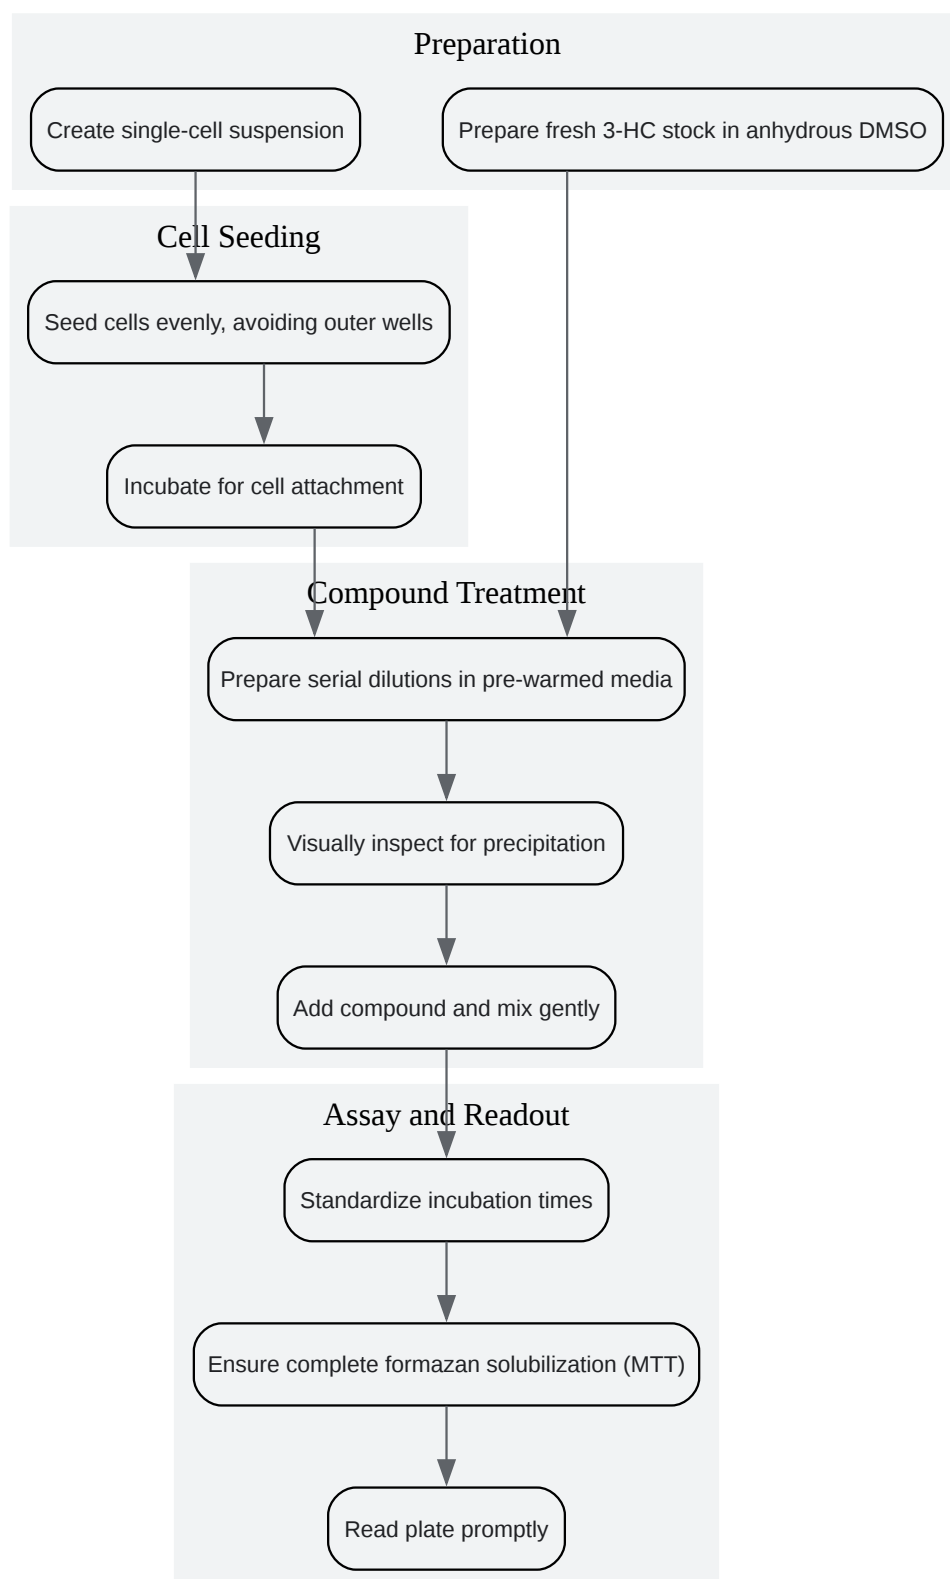 Preparation
Create single-cell suspension
Prepare fresh 3-HC stock in anhydrous DMSO
Cell Seeding
Seed cells evenly, avoiding outer wells
Incubate for cell attachment
Compound Treatment
Prepare serial dilutions in pre-warmed media
Visually inspect for precipitation
Add compound and mix gently
Assay and Readout
Standardize incubation times
Ensure complete formazan solubilization (MTT)
Read plate promptly